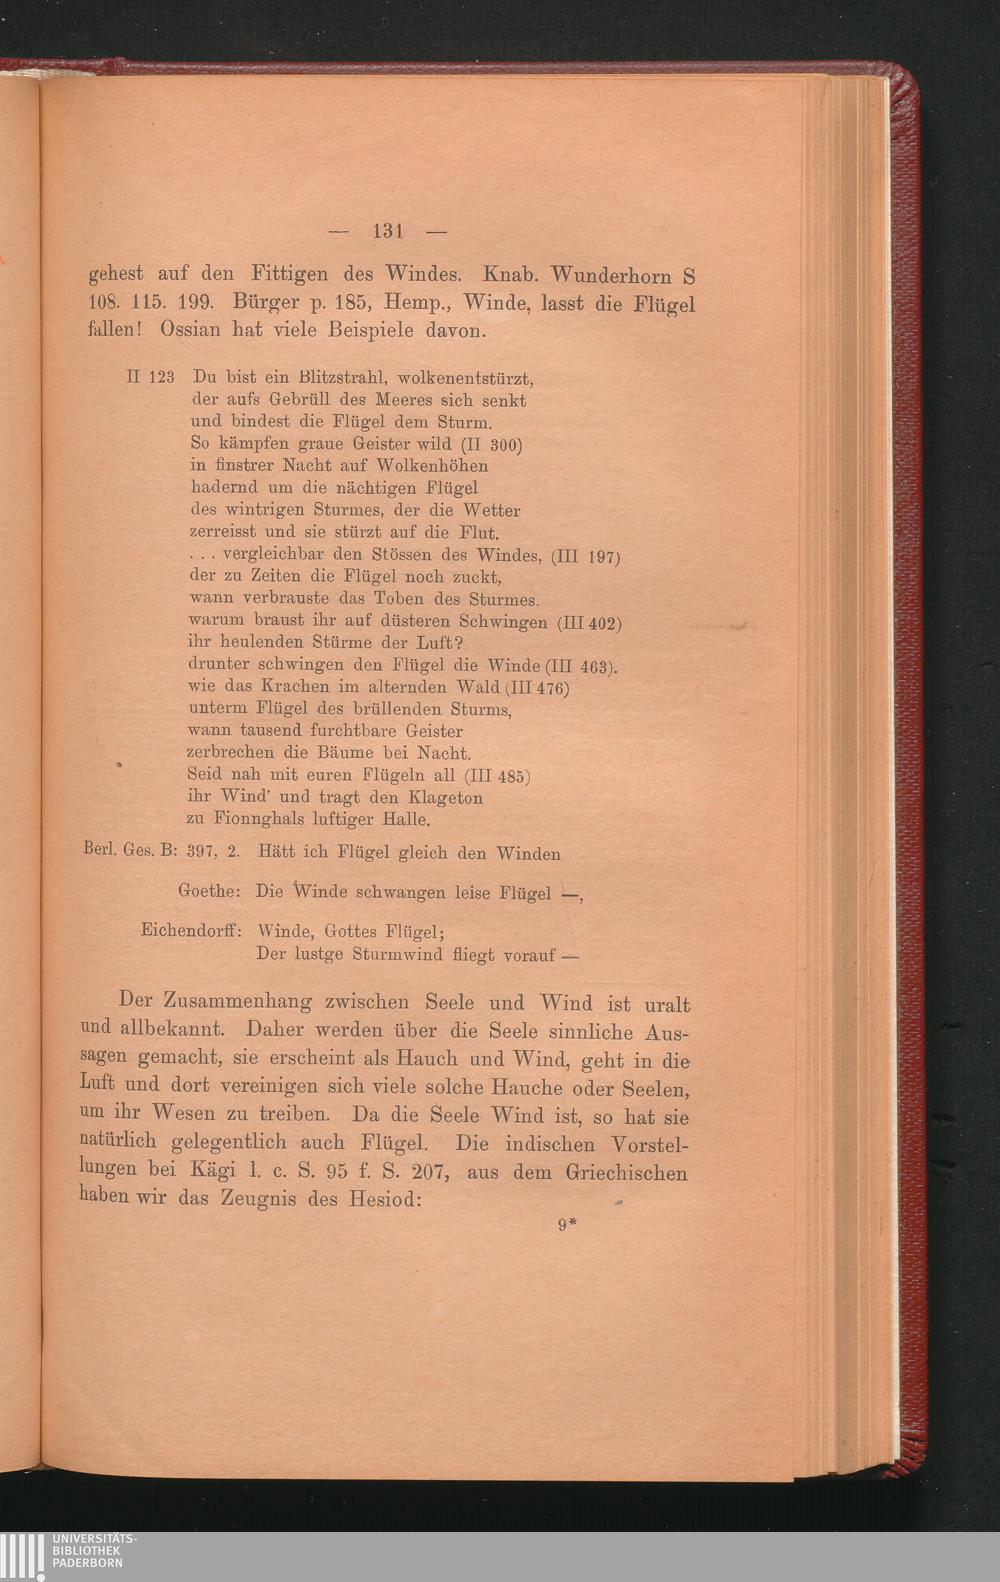 — 131 —
gehest auf den Fittigen des Windes. Knab. Wunderhorn S
108. 115. 199. Bürger p. 185, Hemp., Winde, lasst die Flügel
fallen! Ossian hat viele Beispiele davon.
II 123 Du bist ein Blitzstrahl, wolkenentstürzt,
der aufs Gebrüll des Meeres sich senkt
und bindest die Flügel dem Sturm.
So kämpfen graue Geister wild (II 300)
in finstrer Nacht auf Wolkenhöhen
hadernd um die nächtigen Flügel
des wintrigen Sturmes, der die Wetter
zerreisst und sie stürzt auf die Flut.
. . . vergleichbar den Stössen des Windes, (III 197)
der zu Zeiten die Flügel noch zuckt,
wann verbrauste das Toben des Sturmes.
warum braust ihr auf düsteren Schwingen (III 402)
ihr heulenden Stürme der Luft?
drunter schwingen den Flügel die Winde (III 463).
wie das Krachen im alternden Wald (III 476)
unterm Flügel des brüllenden Sturms,
wann tausend furchtbare Geister
zerbrechen die Bäume bei Nacht.
Seid nah mit euren Flügeln all (III 485)
ihr Wind' und tragt den Klageton
zu Fionnghals luftiger Halle.
Berl. Ges. B: 397, 2. Hätt ich Flügel gleich den Winden
Goethe: Die Winde schwangen leise Flügel —,
Eichendorff: Winde, Gottes Flügel;
Der lustge Sturmwind fliegt vorauf —
Der Zusammenhang zwischen Seele und Wind ist uralt
und allbekannt. Daher werden über die Seele sinnliche Aus-
sagen gemacht, sie erscheint als Hauch und Wind, geht in die
Luft und dort vereinigen sich viele solche Hauche oder Seelen,
um ihr Wesen zu treiben. Da die Seele Wind ist, so hat sie
natürlich gelegentlich auch Flügel. Die indischen Vorstel-
lungen bei Kägi l. c. S. 95 f. S. 207, aus dem Griechischen
haben wir das Zeugnis des Hesiod:
9*
UNIVERSITÄTS-
BIBLIOTHEK
PADERBORN